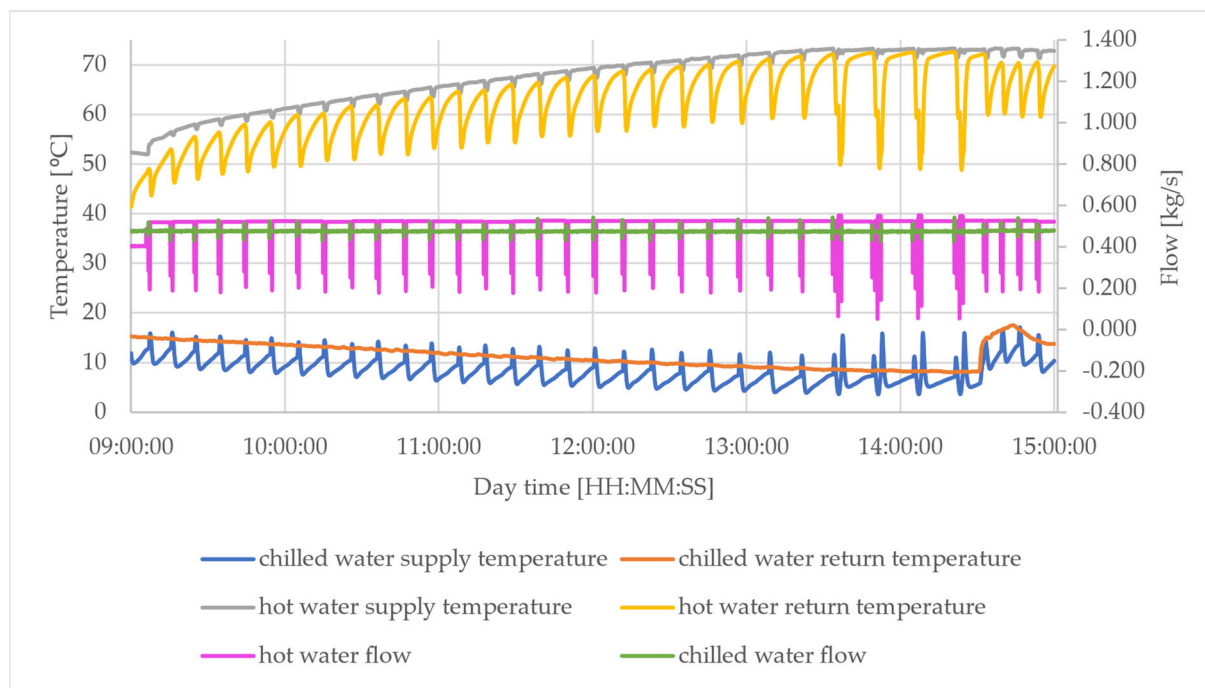 Temperature [°C]
70
60
50
40
30
20
10
0
1.400
1.200
1.000
0.800
0.600
0.400
0.200
0.000
-0.200
-0.400
Flow [kg/s]
09:00:00 10:00:00 11:00:00 12:00:00 13:00:00 14:00:00 15:00:00
Day time [HH:MM:SS]
chilled water supply temperature chilled water return temperature
hot water supply temperature hot water return temperature
hot water flow chilled water flow